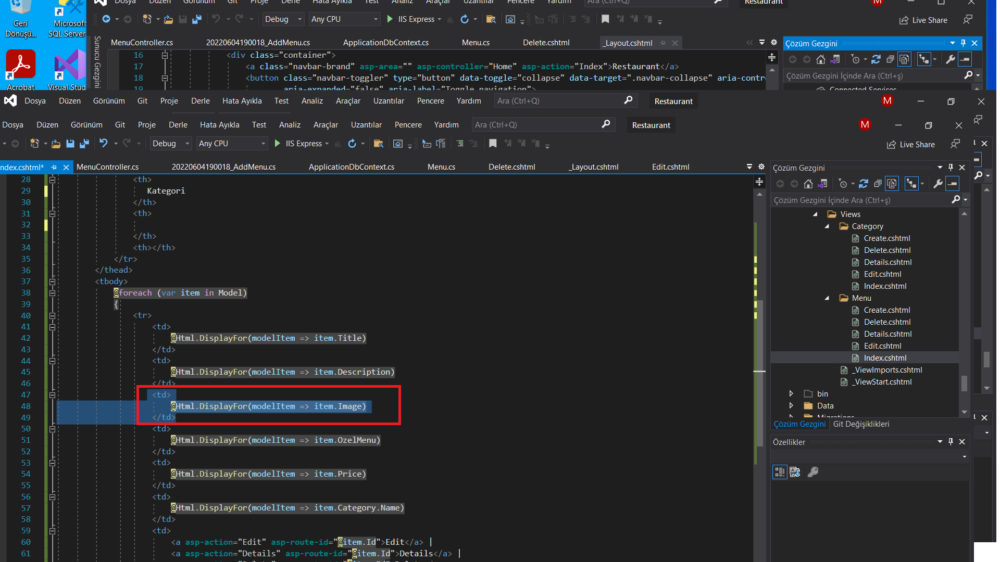 Dosya Düzen Görünüm Git Proje Derle Hata Ayıkla Test Analiz Araçlar Uzantılar Pencere Yardım Ara (Ctrl+Q) Restaurant M
Geri Dönüşü...
Microsoft SQL Server
Acrobat
Visual Stud
Debug Any CPU IIS Express Live Share
Sunucu Gezgini
MenuController.cs 20220604190018_AddMenu.cs ApplicationDbContext.cs Menu.cs Delete.cshtml _Layout.cshtml
16 <div class="container">
17 <a class="navbar-brand" asp-area="" asp-controller="Home" asp-action="Index">Restaurant</a>
18 <button class="navbar-toggler" type="button" data-toggle="collapse" data-target=".navbar-collapse" aria-contro
19 aria-expanded="false" aria-label="Toggle navigation">
Çözüm Gezgini
Çözüm Gezgini İçinde Ara (Ctrl+ş)
Connected Services
Dosya Düzen Görünüm Git Proje Derle Hata Ayıkla Test Analiz Araçlar Uzantılar Pencere Yardım Ara (Ctrl+Q) Restaurant M
Dosya Düzen Görünüm Git Proje Derle Hata Ayıkla Test Analiz Araçlar Uzantılar Pencere Yardım Ara (Ctrl+Q) Restaurant M
Debug Any CPU IIS Express Live Share
ndex.cshtml* MenuController.cs 20220604190018_AddMenu.cs ApplicationDbContext.cs Menu.cs Delete.cshtml _Layout.cshtml Edit.cshtml
28 <th>
29 Kategori
30 </th>
31 <th>
32
33 </th>
34 <th></th>
35 </tr>
36 </thead>
37 <tbody>
38 @foreach (var item in Model)
39 {
40 <tr>
41 <td>
42 @Html.DisplayFor(modelItem => item.Title)
43 </td>
44 <td>
45 @Html.DisplayFor(modelItem => item.Description)
46 </td>
47 <td>
48 @Html.DisplayFor(modelItem => item.Image)
49 </td>
50 <td>
51 @Html.DisplayFor(modelItem => item.OzelMenu)
52 </td>
53 <td>
54 @Html.DisplayFor(modelItem => item.Price)
55 </td>
56 <td>
57 @Html.DisplayFor(modelItem => item.Category.Name)
58 </td>
59 <td>
60 <a asp-action="Edit" asp-route-id="@item.Id">Edit</a> |
61 <a asp-action="Details" asp-route-id="@item.Id">Details</a> |
Çözüm Gezgini
Çözüm Gezgini İçinde Ara (Ctrl+ş)
Views
Category
Create.cshtml
Delete.cshtml
Details.cshtml
Edit.cshtml
Index.cshtml
Menu
Create.cshtml
Delete.cshtml
Details.cshtml
Edit.cshtml
Index.cshtml
_ViewImports.cshtml
_ViewStart.cshtml
bin
Data
Migrations
Çözüm Gezgini Git Değişiklikleri
Özellikler